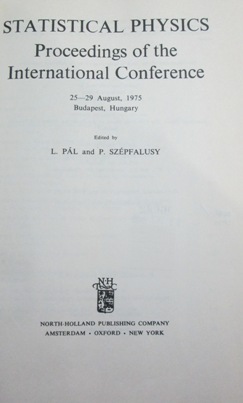 STATISTICAL PHYSICS
Proceedings of the
International Conference
25—29 August, 1975
Budapest, Hungary
Edited by
L. PÁL and P. SZÉPFALUSY
N·H
NORTH-HOLLAND PUBLISHING COMPANY
AMSTERDAM · OXFORD · NEW YORK